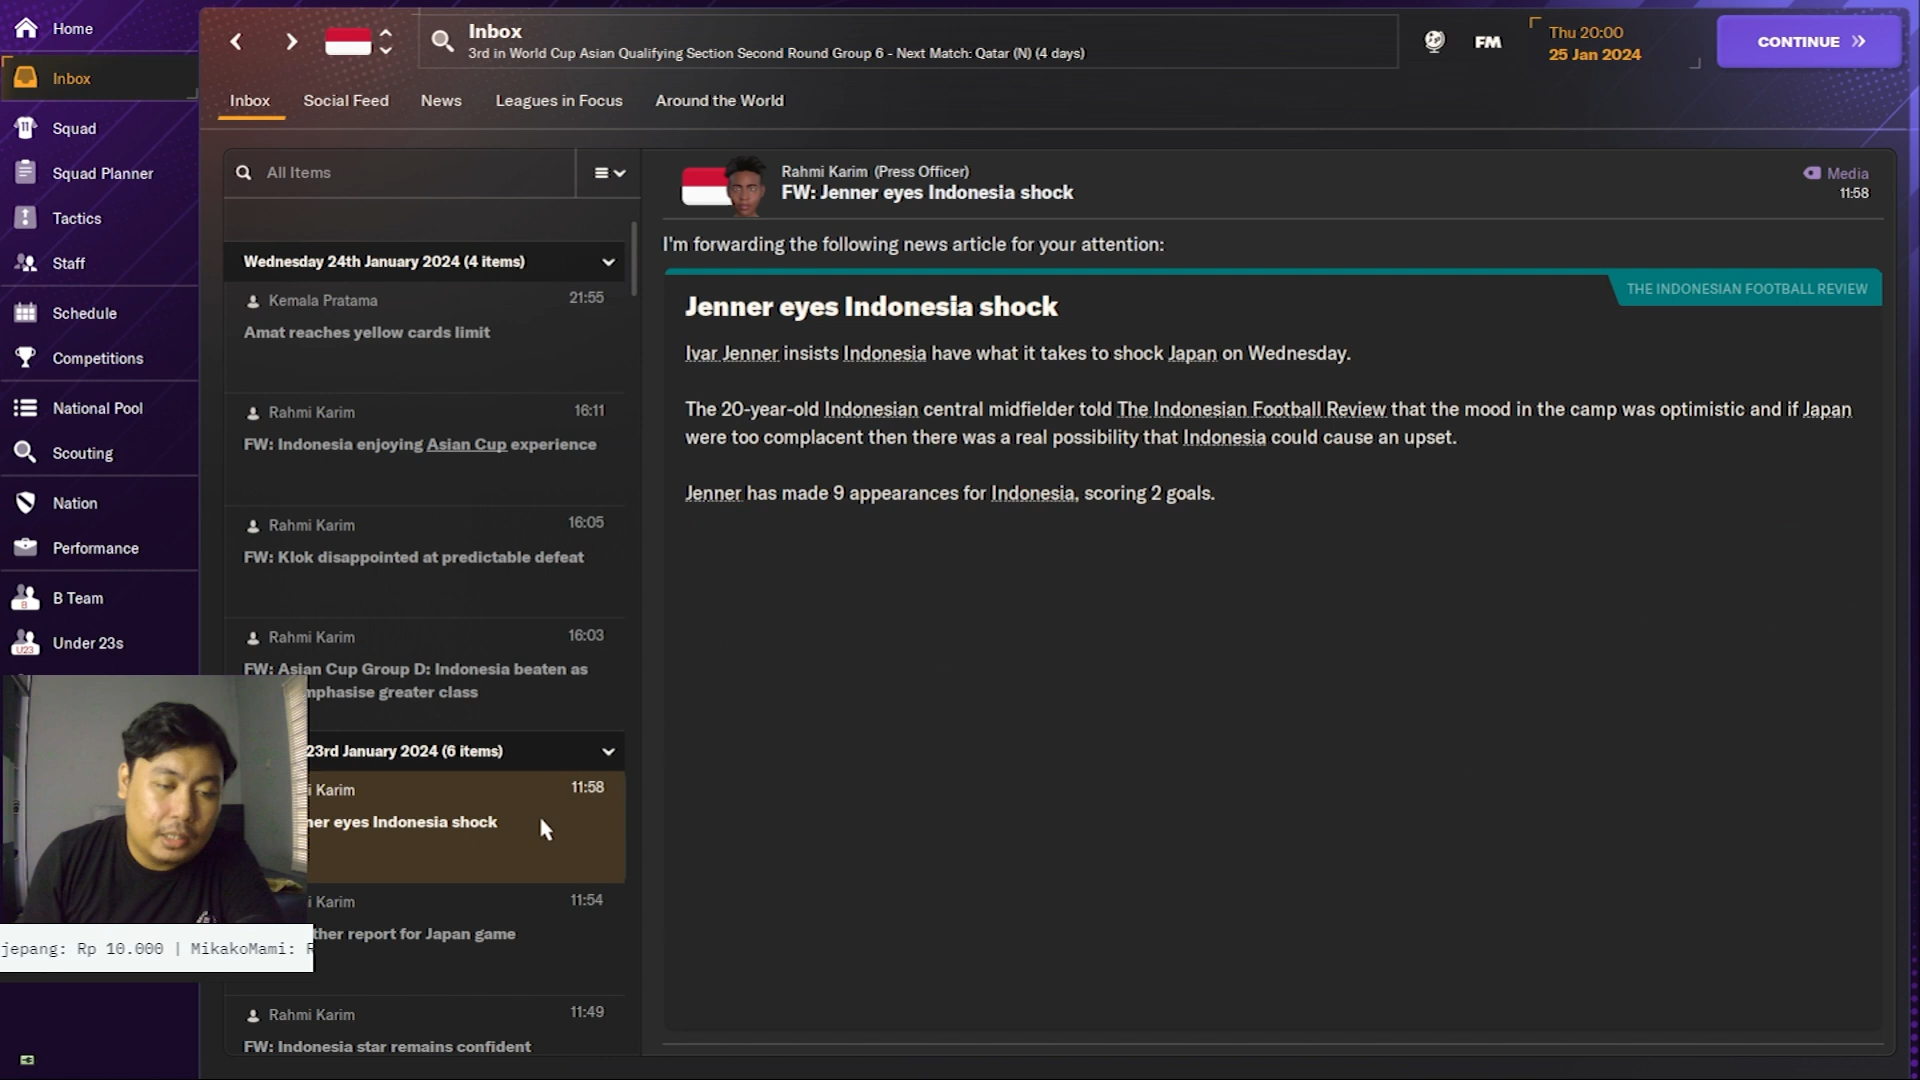 Home
Inbox
Squad
Squad Planner
Tactics
Staff
Schedule
Competitions
National Pool
Scouting
Nation
Performance
B Team
Under 23s
Inbox
3rd in World Cup Asian Qualifying Section Second Round Group 6 - Next Match: Qatar (N) (4 days)
FM
Thu 20:00
25 Jan 2024
CONTINUE
Inbox
Social Feed
News
Leagues in Focus
Around the World
All Items
Wednesday 24th January 2024 (4 items)
Kemala Pratama 21:55
Amat reaches yellow cards limit
Rahmi Karim 16:11
FW: Indonesia enjoying Asian Cup experience
Rahmi Karim 16:05
FW: Klok disappointed at predictable defeat
Rahmi Karim 16:03
FW: Asian Cup Group D: Indonesia beaten as
mphasise greater class
23rd January 2024 (6 items)
i Karim 11:58
ner eyes Indonesia shock
i Karim 11:54
ther report for Japan game
Rahmi Karim 11:49
FW: Indonesia star remains confident
Rahmi Karim (Press Officer)
FW: Jenner eyes Indonesia shock
Media
11:58
I'm forwarding the following news article for your attention:
THE INDONESIAN FOOTBALL REVIEW
Jenner eyes Indonesia shock
Ivar Jenner insists Indonesia have what it takes to shock Japan on Wednesday.
The 20-year-old Indonesian central midfielder told The Indonesian Football Review that the mood in the camp was optimistic and if Japan
were too complacent then there was a real possibility that Indonesia could cause an upset.
Jenner has made 9 appearances for Indonesia, scoring 2 goals.
jepang: Rp 10.000 | MikakoMami: R